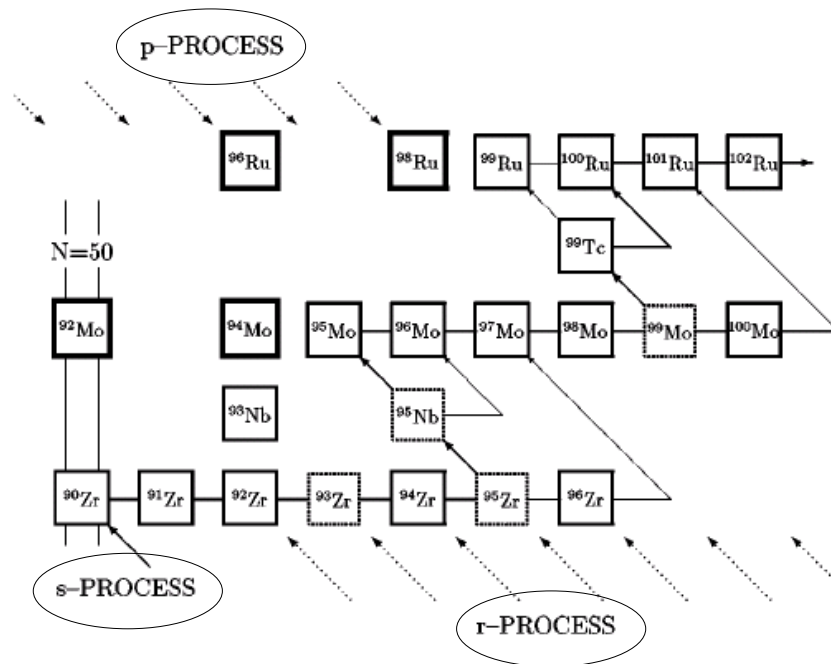 p–PROCESS
⁹⁶Ru ⁹⁸Ru ⁹⁹Ru ¹⁰⁰Ru ¹⁰¹Ru ¹⁰²Ru
⁹⁹Tc
N=50
⁹²Mo ⁹⁴Mo ⁹⁵Mo ⁹⁶Mo ⁹⁷Mo ⁹⁸Mo ⁹⁹Mo ¹⁰⁰Mo
⁹³Nb ⁹⁵Nb
⁹⁰Zr ⁹¹Zr ⁹²Zr ⁹³Zr ⁹⁴Zr ⁹⁵Zr ⁹⁶Zr
s–PROCESS
r–PROCESS